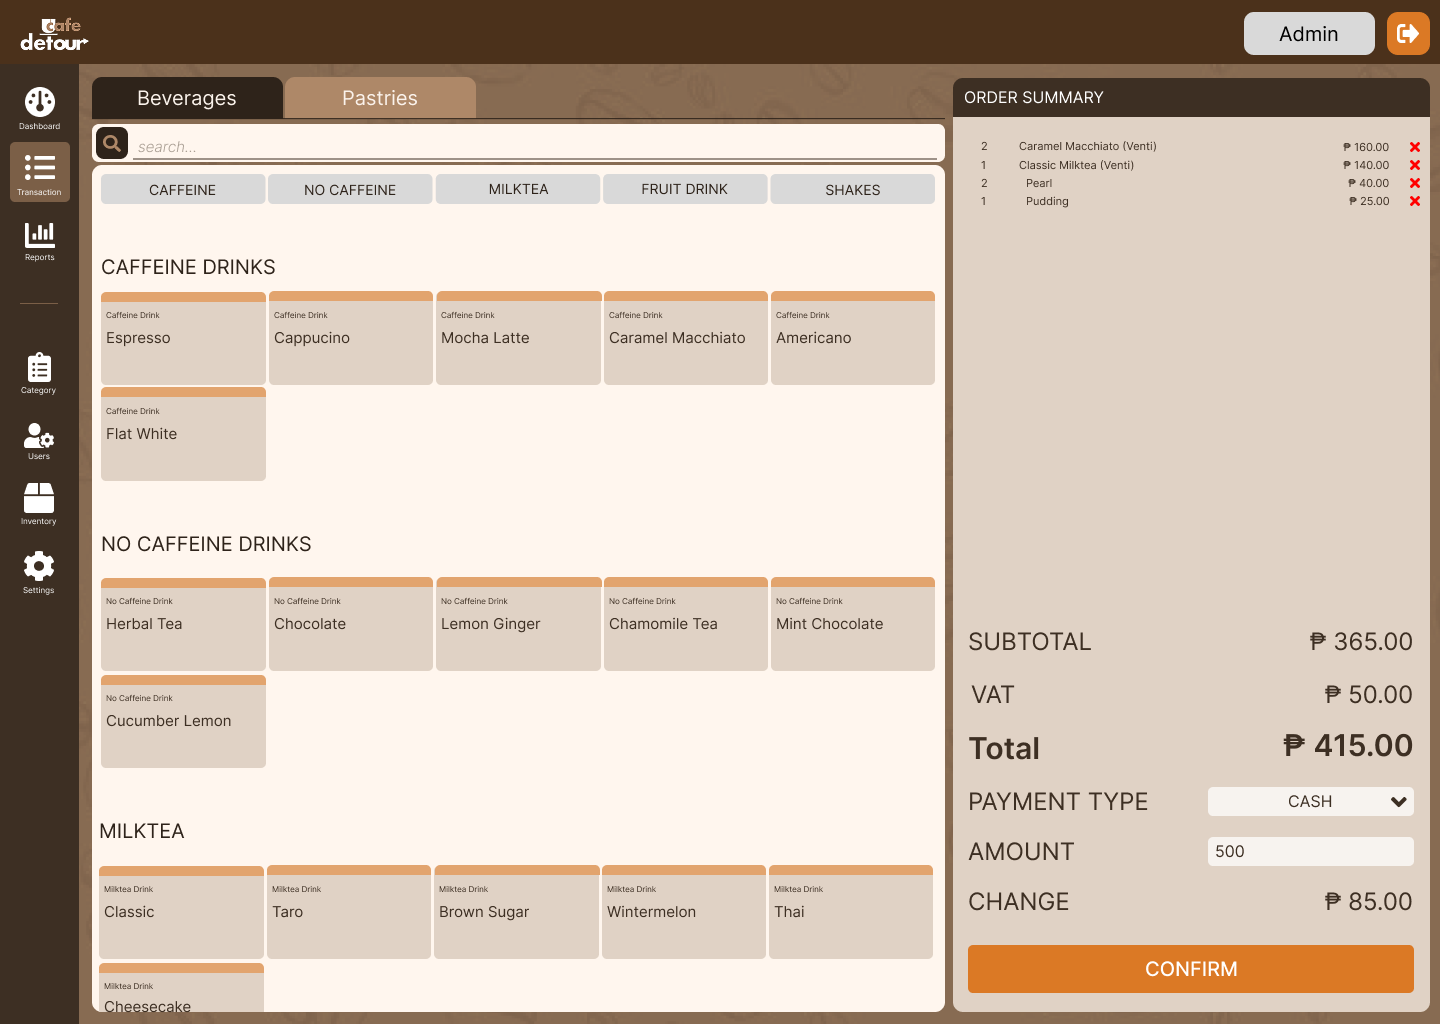 cafe
detour
Admin
Dashboard
Transaction
Reports
Category
Users
Inventory
Settings
Beverages
Pastries
search...
CAFFEINE
NO CAFFEINE
MILKTEA
FRUIT DRINK
SHAKES
CAFFEINE DRINKS
Caffeine Drink
Espresso
Caffeine Drink
Cappucino
Caffeine Drink
Mocha Latte
Caffeine Drink
Caramel Macchiato
Caffeine Drink
Americano
Caffeine Drink
Flat White
NO CAFFEINE DRINKS
No Caffeine Drink
Herbal Tea
No Caffeine Drink
Chocolate
No Caffeine Drink
Lemon Ginger
No Caffeine Drink
Chamomile Tea
No Caffeine Drink
Mint Chocolate
No Caffeine Drink
Cucumber Lemon
MILKTEA
Milktea Drink
Classic
Milktea Drink
Taro
Milktea Drink
Brown Sugar
Milktea Drink
Wintermelon
Milktea Drink
Thai
Milktea Drink
Cheesecake
ORDER SUMMARY
2 Caramel Macchiato (Venti) ₱ 160.00
1 Classic Milktea (Venti) ₱ 140.00
2 Pearl ₱ 40.00
1 Pudding ₱ 25.00
SUBTOTAL ₱ 365.00
VAT ₱ 50.00
Total ₱ 415.00
PAYMENT TYPE CASH
AMOUNT 500
CHANGE ₱ 85.00
CONFIRM